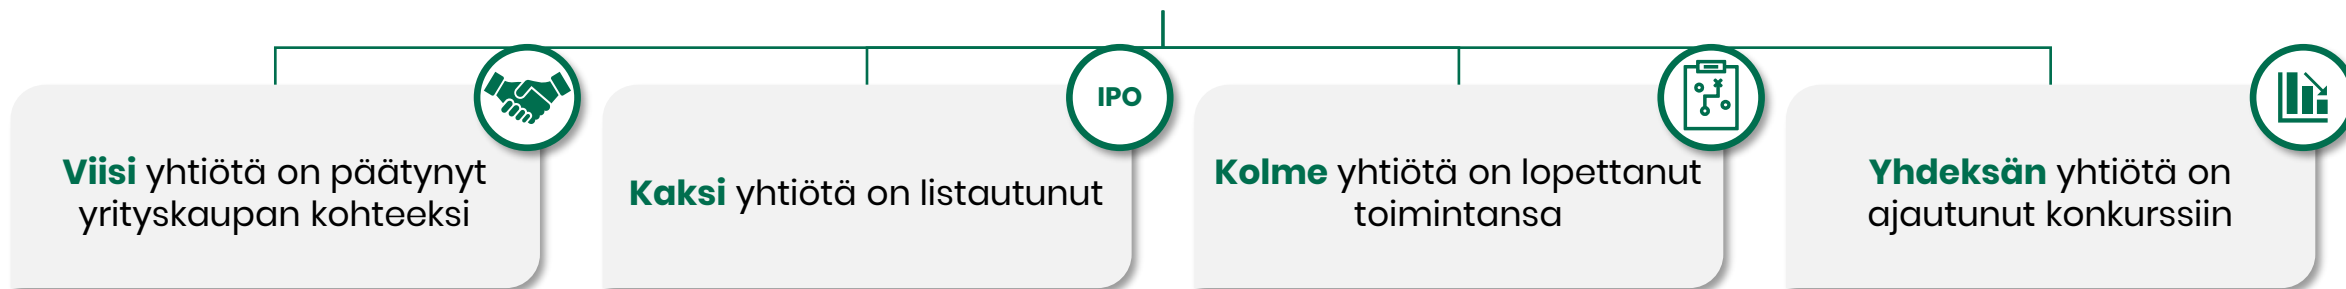 IPO
Viisi yhtiötä on päätynyt
yrityskaupan kohteeksi
Kaksi yhtiötä on listautunut
Kolme yhtiötä on lopettanut
toimintansa
Yhdeksän yhtiötä on
ajautunut konkurssiin